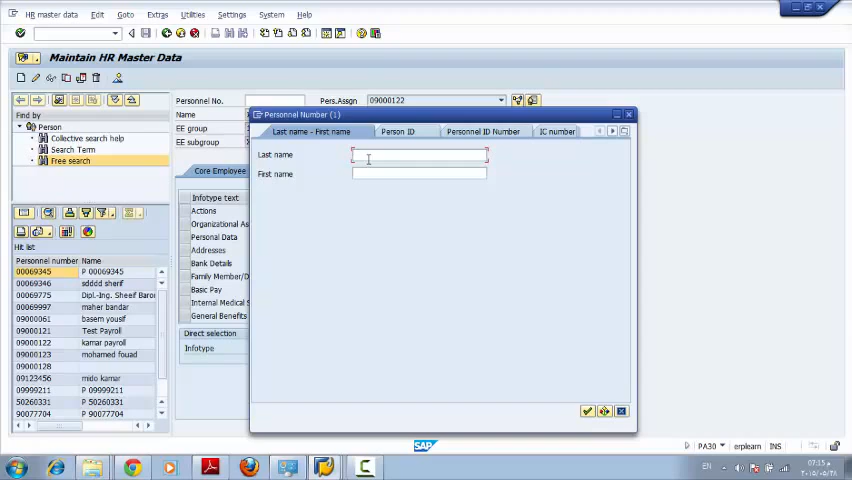 HR master data Edit Goto Extras Utilities Settings System Help
Maintain HR Master Data
Find by
Person
Collective search help
Search Term
Free search
Hit list
Personnel number Name
00069345 P 00069345
00069346 sdddd sherif
00069775 Dipl.-Ing. Sheeif Baro
00069997 maher bandar
09000061 basem yousif
09000121 Test Payroll
09000122 kamar payroll
09000123 mohamed fouad
09000128
09123456 mido kamar
09999211 P 09999211
50260331 P 50260331
90077704 P 90077704
Personnel No. Pers.Assgn 09000122
Name
EE group
EE subgroup
Core Employee
Infotype text
Actions
Organizational As
Personal Data
Addresses
Bank Details
Family Member/D
Basic Pay
Internal Medical S
General Benefits
Direct selection
Infotype
Personnel Number (1)
Last name - First name Person ID Personnel ID Number IC number
Last name
First name
SAP
PA30 erplearn INS
EN
07:15 م